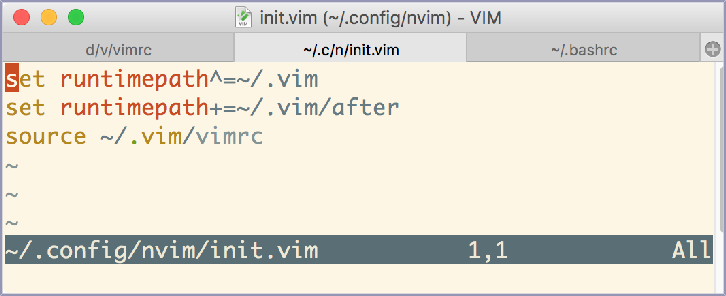 init.vim (~/.config/nvim) - VIM
d/v/vimrc ~/.c/n/init.vim ~/.bashrc
set runtimepath^=~/.vim
set runtimepath+=~/.vim/after
source ~/.vim/vimrc
~
~
~
~/.config/nvim/init.vim 1,1 All